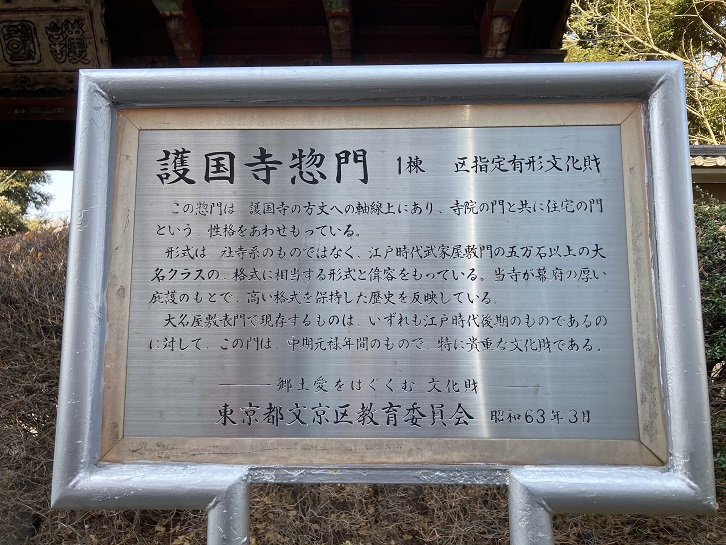 護国寺惣門 1棟 区指定有形文化財
この惣門は、護国寺の方丈への軸線上にあり、寺院の門と共に住宅の門
という、性格をあわせもっている。
形式は、社寺系のものではなく、江戸時代武家屋敷門の五万石以上の大
名クラスの、格式に相当する形式と偉容をもっている。当寺が幕府の厚い
庇護のもとで、高い格式を保持した歴史を反映している。
大名屋敷表門で現存するものは、いずれも江戸時代後期のものであるの
に対して、この門は、中期元禄年間のもので、特に貴重な文化財である。
郷土愛をはぐくむ 文化財
東京都文京区教育委員会 昭和63年3月